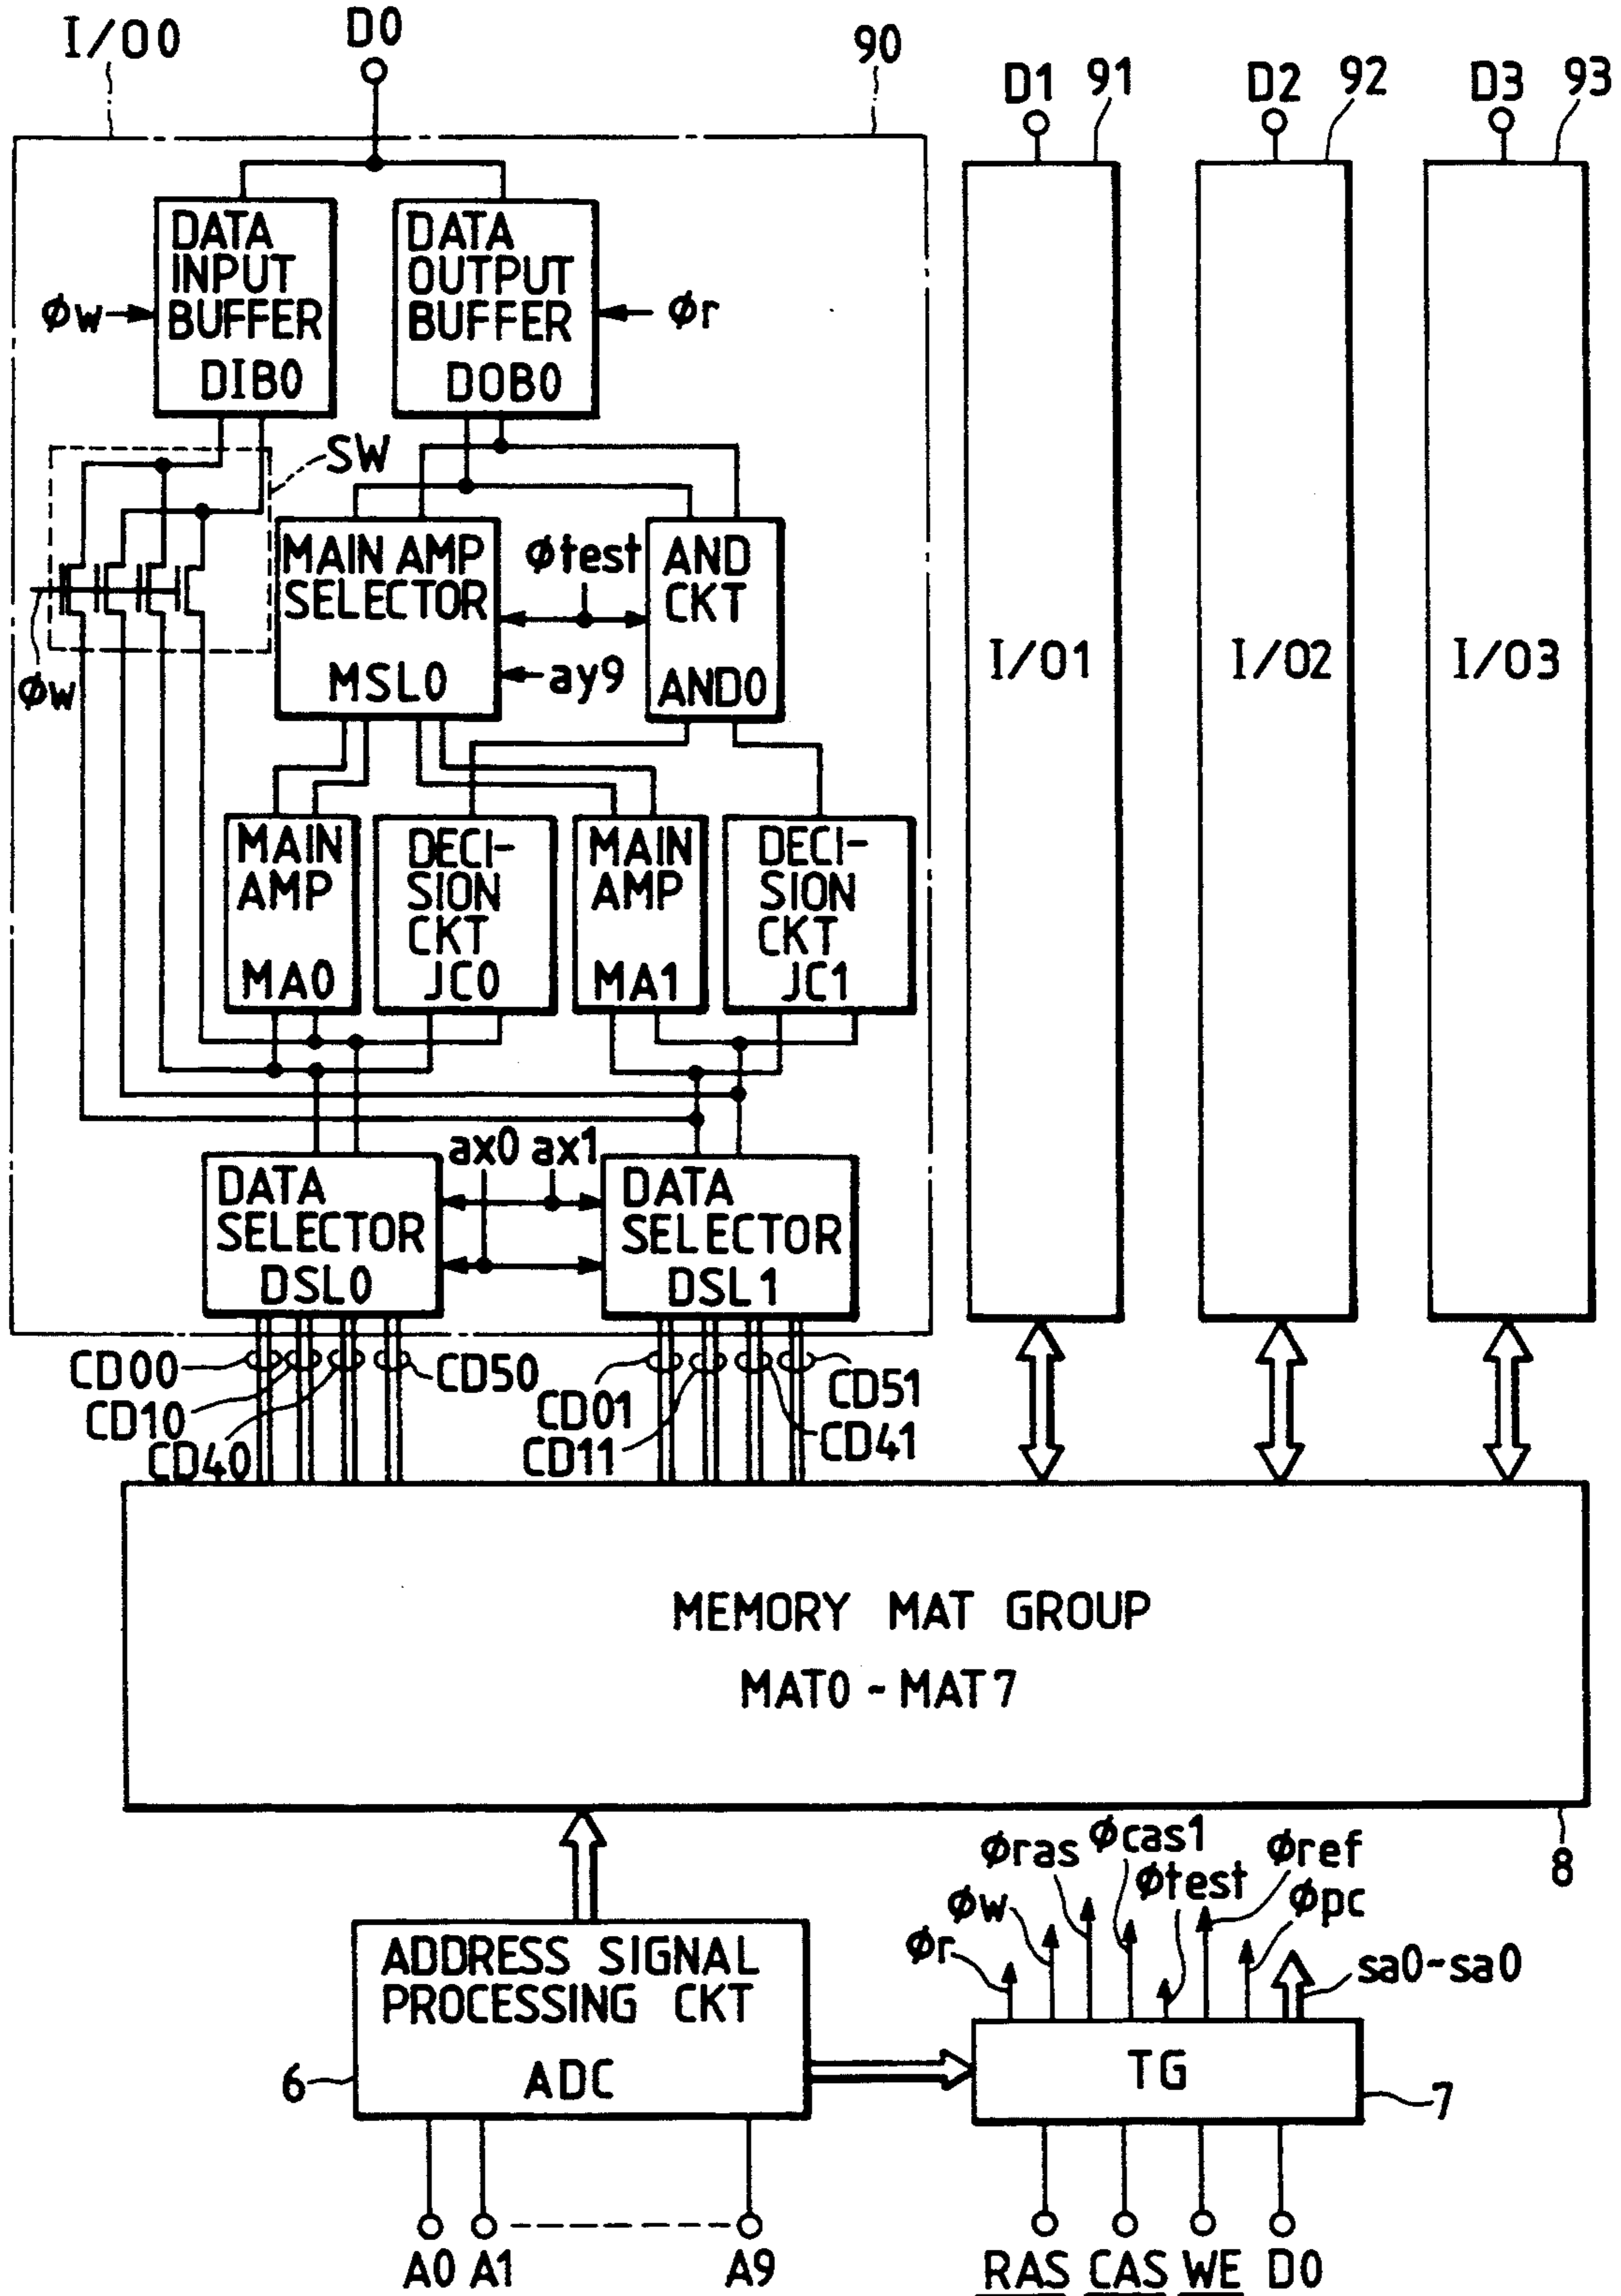 I/O0
D0
90
D1
91
D2
92
D3
93
DATA
INPUT
BUFFER
DIB0
DATA
OUTPUT
BUFFER
DOB0
ϕw
ϕr
SW
MAIN AMP
SELECTOR
MSL0
ϕtest
ay9
AND
CKT
AND0
ϕw
I/O1
I/O2
I/O3
MAIN
AMP
MA0
DECI-
SION
CKT
JC0
MAIN
AMP
MA1
DECI-
SION
CKT
JC1
ax0 ax1
DATA
SELECTOR
DSL0
DATA
SELECTOR
DSL1
CD00
CD10
CD40
CD50
CD01
CD11
CD51
CD41
MEMORY MAT GROUP
MAT0 ~ MAT7
8
ϕr
ϕw
ϕras
ϕcas1
ϕtest
ϕref
ϕpc
sa0~sa0
ADDRESS SIGNAL
PROCESSING CKT
ADC
6
TG
7
A0 A1 A9
RAS CAS WE D0